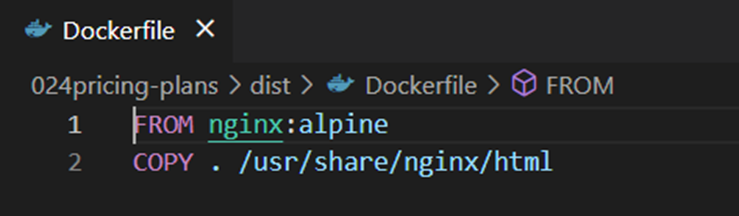 Dockerfile ×
024pricing-plans > dist > Dockerfile > FROM
1 FROM nginx:alpine
2 COPY . /usr/share/nginx/html